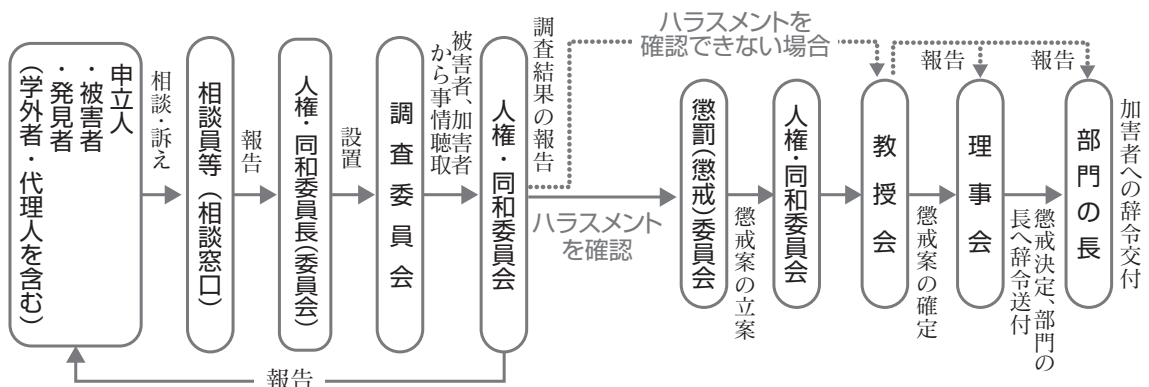 申立人
・被害者
・発見者
(学外者・代理人を含む)
相談・訴え
相談員等(相談窓口)
報告
人権・同和委員長(委員会)
設置
調査委員会
被害者、加害者
から事情聴取
人権・同和委員会
調査結果の報告
ハラスメントを
確認できない場合
ハラスメント
を確認
懲罰(懲戒)委員会
懲戒案の立案
人権・同和委員会
教授会
報告
懲戒案の確定
理事会
報告
懲戒決定、部門の
長へ辞令送付
部門の長
加害者への辞令交付
報告